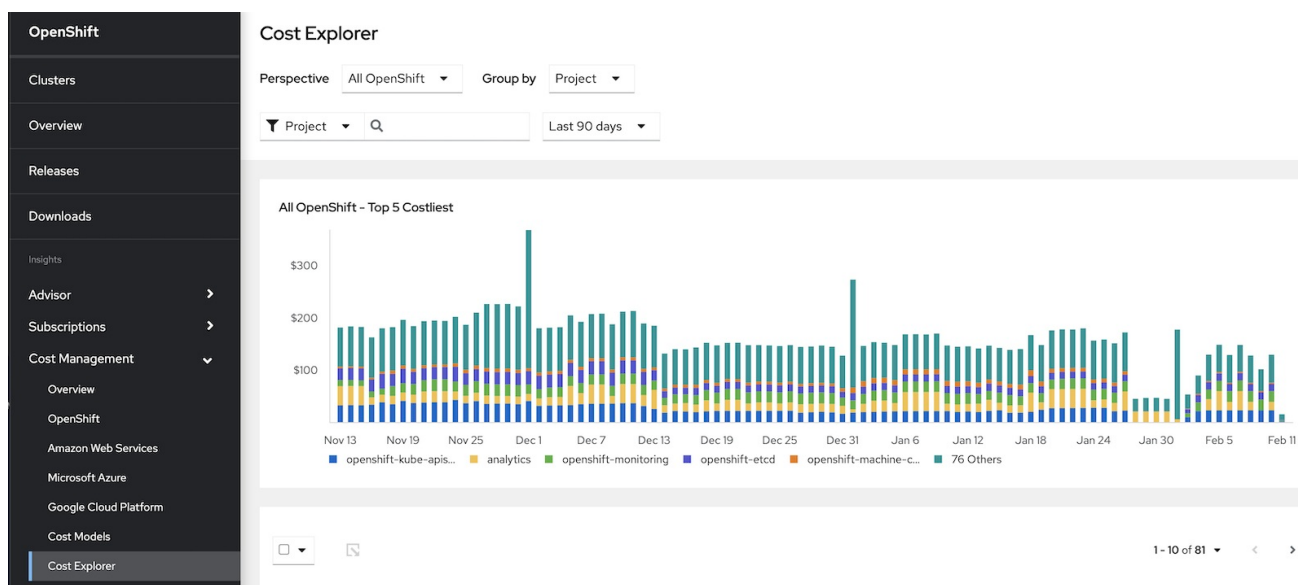 OpenShift
Clusters
Overview
Releases
Downloads
Insights
Advisor
Subscriptions
Cost Management
Overview
OpenShift
Amazon Web Services
Microsoft Azure
Google Cloud Platform
Cost Models
Cost Explorer
Cost Explorer
Perspective All OpenShift Group by Project
Project Last 90 days
All OpenShift - Top 5 Costliest
$300
$200
$100
Nov 13 Nov 19 Nov 25 Dec 1 Dec 7 Dec 13 Dec 19 Dec 25 Dec 31 Jan 6 Jan 12 Jan 18 Jan 24 Jan 30 Feb 5 Feb 11
openshift-kube-apis... analytics openshift-monitoring openshift-etcd openshift-machine-c... 76 Others
1 - 10 of 81